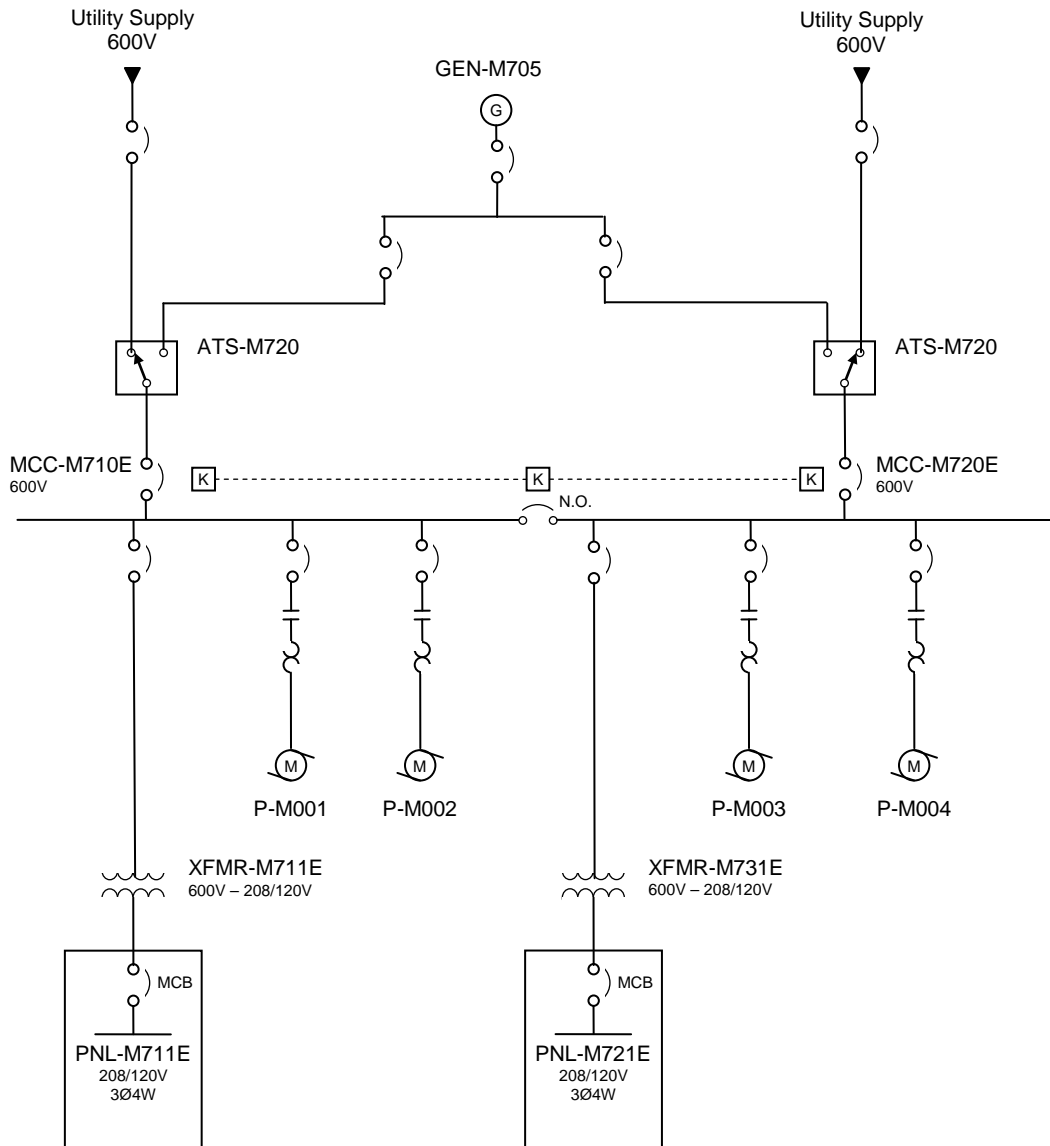 Utility Supply
600V
GEN-M705
G
Utility Supply
600V
ATS-M720
ATS-M720
MCC-M710E
600V
K
K
K
MCC-M720E
600V
N.O.
M
M
M
M
P-M001
P-M002
P-M003
P-M004
XFMR-M711E
600V – 208/120V
XFMR-M731E
600V – 208/120V
MCB
PNL-M711E
208/120V
3Ø4W
MCB
PNL-M721E
208/120V
3Ø4W